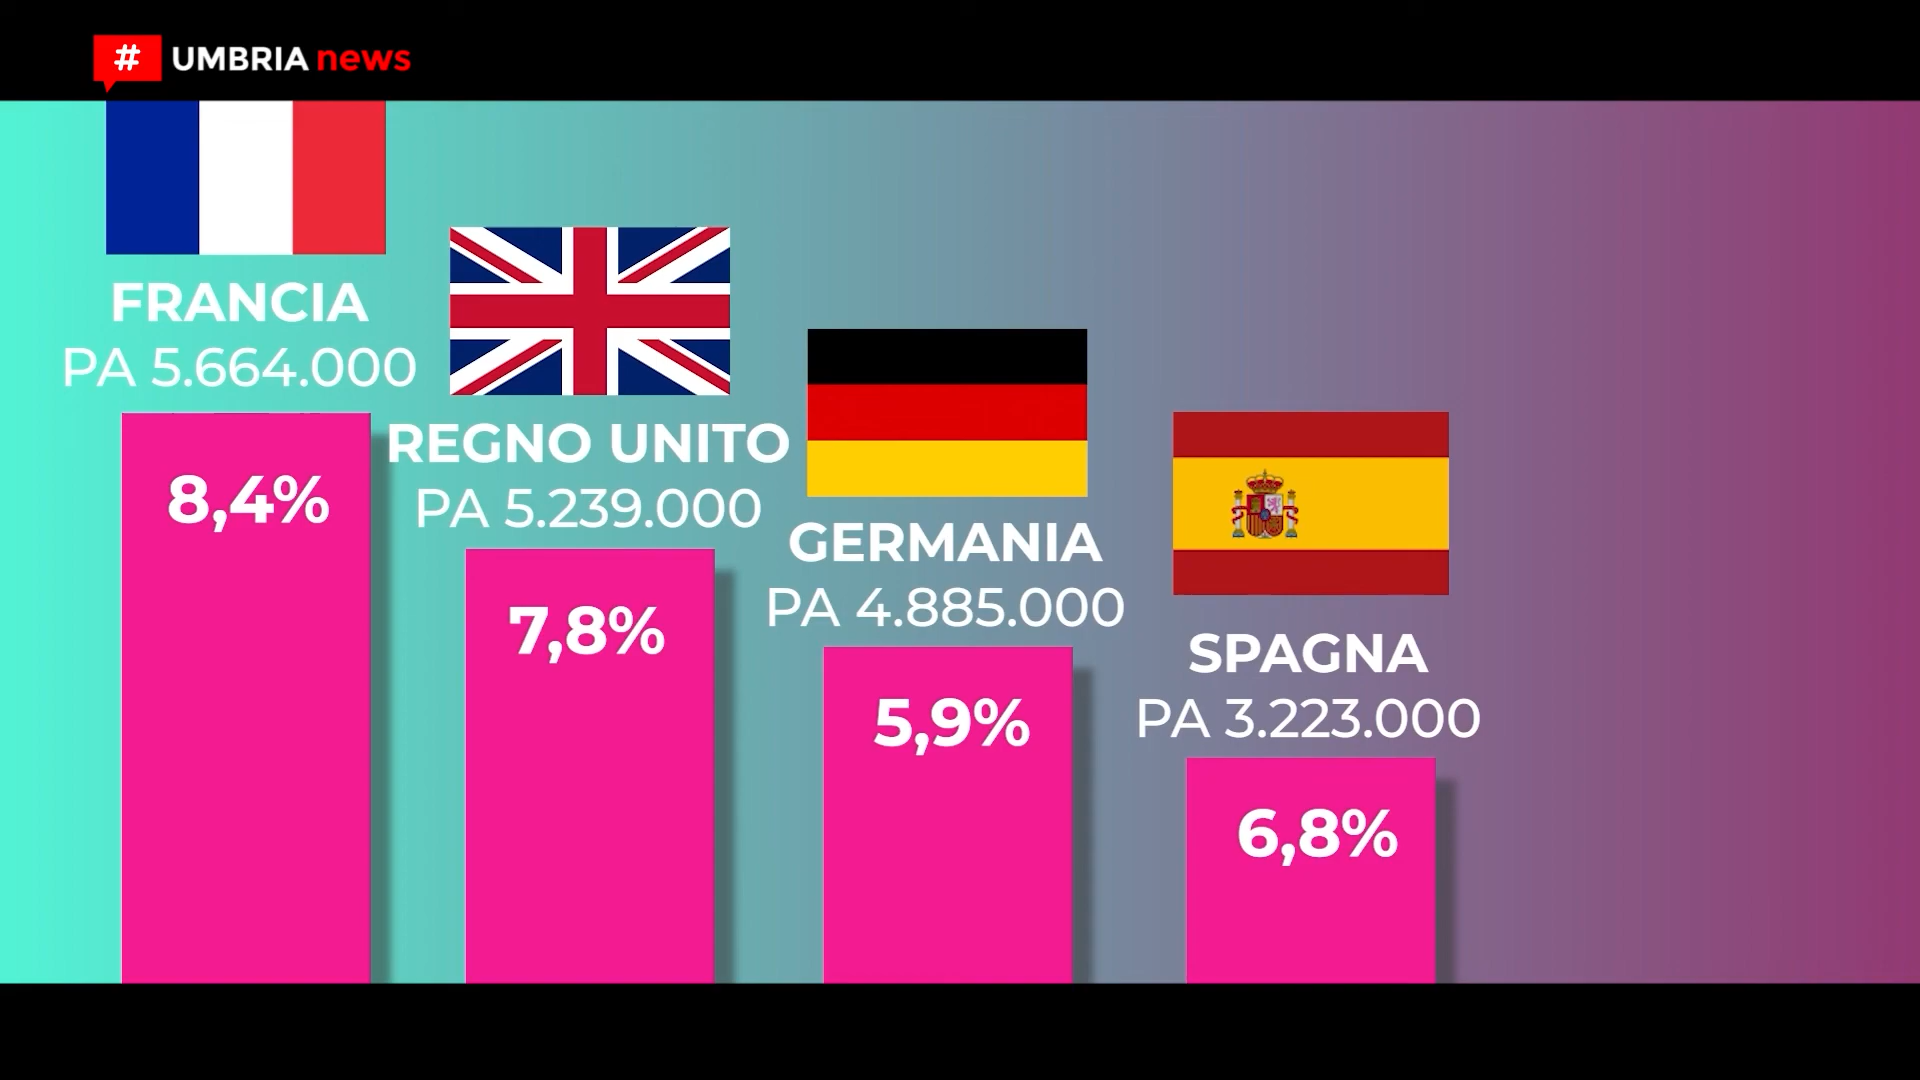 # UMBRIA news
FRANCIA
PA 5.664.000
8,4%
REGNO UNITO
PA 5.239.000
7,8%
GERMANIA
PA 4.885.000
5,9%
SPAGNA
PA 3.223.000
6,8%